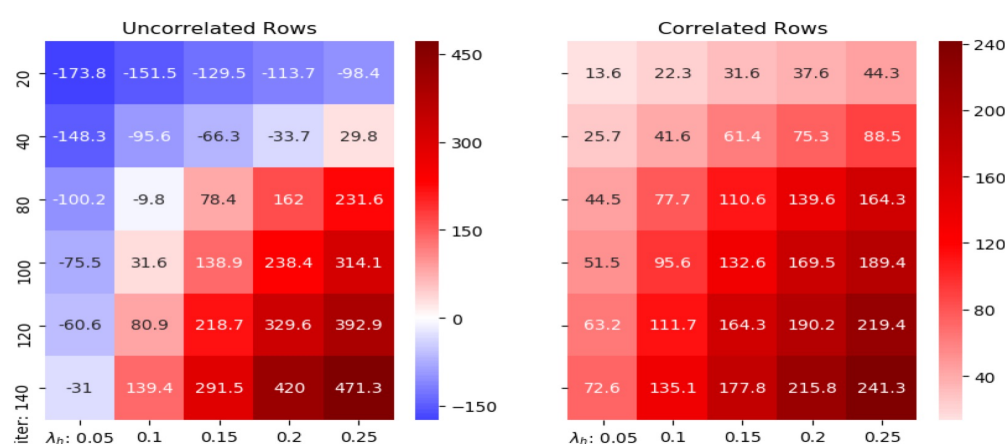 Uncorrelated Rows
20 -173.8 -151.5 -129.5 -113.7 -98.4
40 -148.3 -95.6 -66.3 -33.7 29.8
80 -100.2 -9.8 78.4 162 231.6
100 -75.5 31.6 138.9 238.4 314.1
120 -60.6 80.9 218.7 329.6 392.9
iter: 140 -31 139.4 291.5 420 471.3
λh: 0.05 0.1 0.15 0.2 0.25
450
300
150
0
−150
Correlated Rows
13.6 22.3 31.6 37.6 44.3
25.7 41.6 61.4 75.3 88.5
44.5 77.7 110.6 139.6 164.3
51.5 95.6 132.6 169.5 189.4
63.2 111.7 164.3 190.2 219.4
72.6 135.1 177.8 215.8 241.3
λh: 0.05 0.1 0.15 0.2 0.25
240
200
160
120
80
40